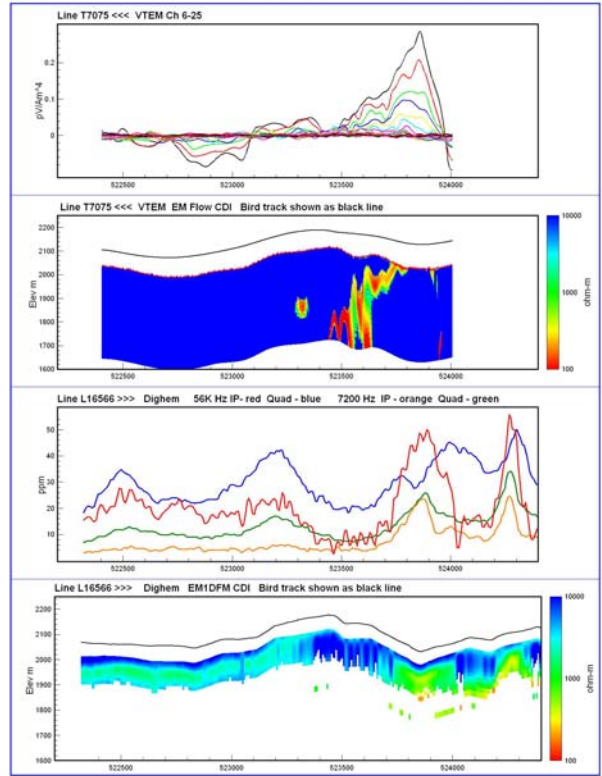 Line T7075 <<< VTEM Ch 6-25
pV/Am^4
0.3
0.2
0.1
0
522500 523000 523500 524000
Line T7075 <<< VTEM EM Flow CDI Bird track shown as black line
Elev m
2200
2100
2000
1900
1800
1700
1600
522500 523000 523500 524000
10000
1000
100
ohm-m
Line L16566 >>> Dighem 56K Hz IP- red Quad - blue 7200 Hz IP - orange Quad - green
ppm
50
40
30
20
10
522500 523000 523500 524000
Line L16566 >>> Dighem EM1DFM CDI Bird track shown as black line
Elev m
2200
2100
2000
1900
1800
1700
1600
522500 523000 523500 524000
10000
1000
100
ohm-m